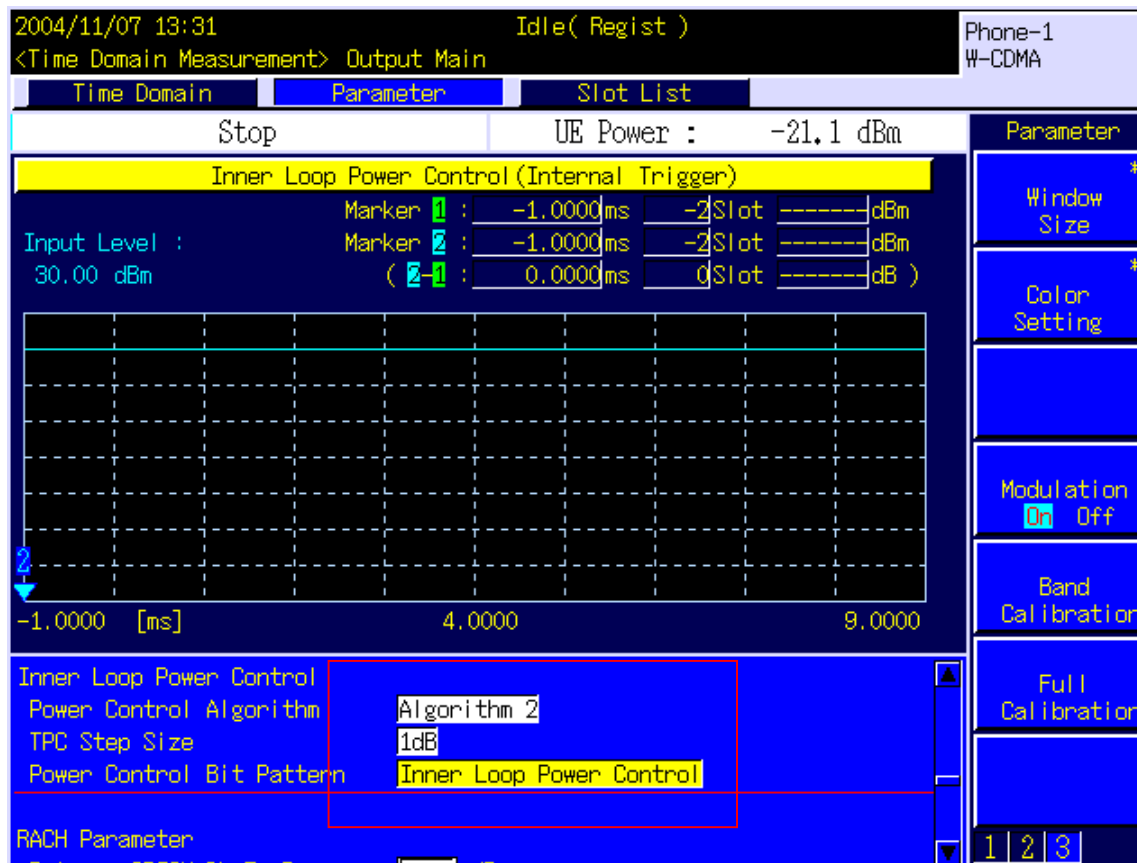 2004/11/07 13:31 Idle( Regist )
Phone-1
<Time Domain Measurement> Output Main
W-CDMA
Time Domain Parameter Slot List
Stop UE Power : -21.1 dBm
Parameter
Inner Loop Power Control(Internal Trigger)
Marker 1 : -1.0000ms -2Slot -------dBm
Input Level : Marker 2 : -1.0000ms -2Slot -------dBm
30.00 dBm ( 2-1 : 0.0000ms 0Slot -------dB )
2
-1.0000 [ms] 4.0000 9.0000
*
Window
Size
*
Color
Setting
Modulation
On Off
Band
Calibration
Full
Calibration
Inner Loop Power Control
Power Control Algorithm Algorithm 2
TPC Step Size 1dB
Power Control Bit Pattern Inner Loop Power Control
RACH Parameter
1 2 3